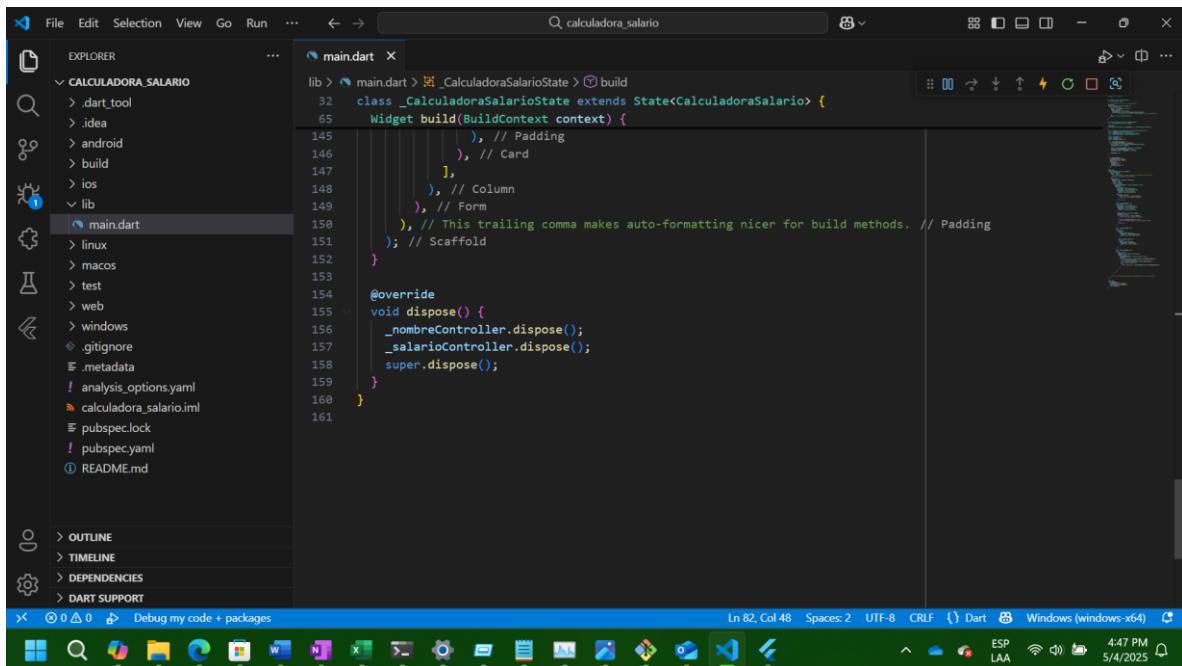 File Edit Selection View Go Run ··· calculadora_salario
EXPLORER ···
CALCULADORA_SALARIO
.dart_tool
.idea
android
build
ios
lib
main.dart
linux
macos
test
web
windows
.gitignore
.metadata
analysis_options.yaml
calculadora_salario.iml
pubspec.lock
pubspec.yaml
README.md
OUTLINE
TIMELINE
DEPENDENCIES
DART SUPPORT
1
main.dart
lib > main.dart > _CalculadoraSalarioState > build
32 class _CalculadoraSalarioState extends State<CalculadoraSalario> {
65 Widget build(BuildContext context) {
145 ), // Padding
146 ), // Card
147 ],
148 ), // Column
149 ), // Form
150 ), // This trailing comma makes auto-formatting nicer for build methods. // Padding
151 ); // Scaffold
152 }
153
154 @override
155 void dispose() {
156 _nombreController.dispose();
157 _salarioController.dispose();
158 super.dispose();
159 }
160 }
161
0 0 Debug my code + packages Ln 82, Col 48 Spaces: 2 UTF-8 CRLF {} Dart Windows (windows-x64)
ESP
LAA
4:47 PM
5/4/2025